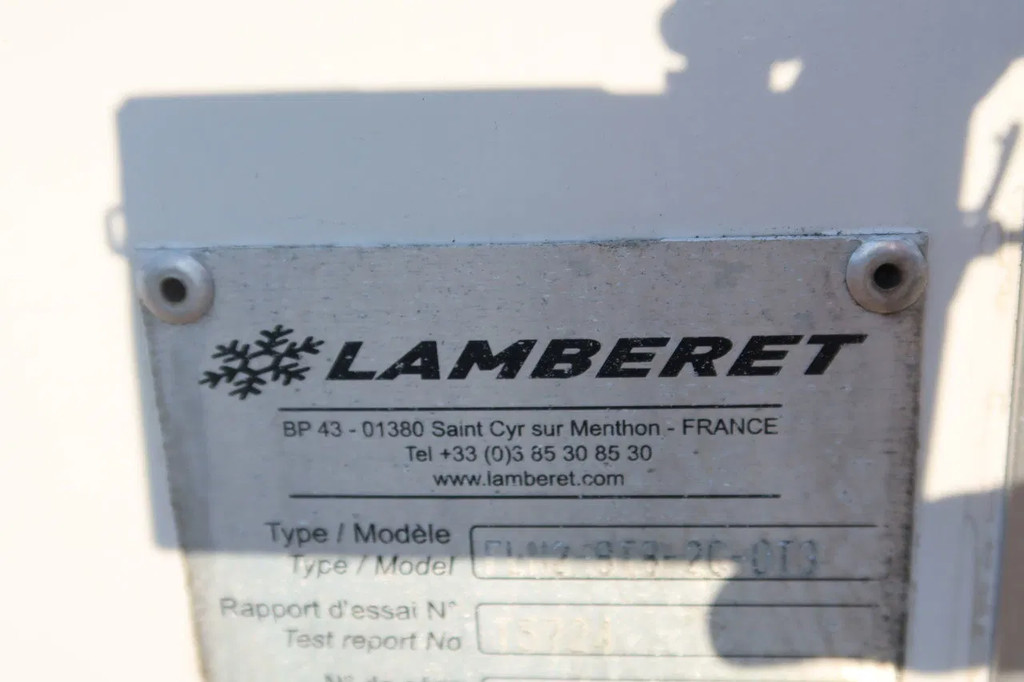 LAMBERET
BP 43 - 01380 Saint Cyr sur Menthon - FRANCE
Tel +33 (0)3 85 30 85 30
www.lamberet.com
Type / Modèle
Type / Model
Rapport d'essai N°
Test report No